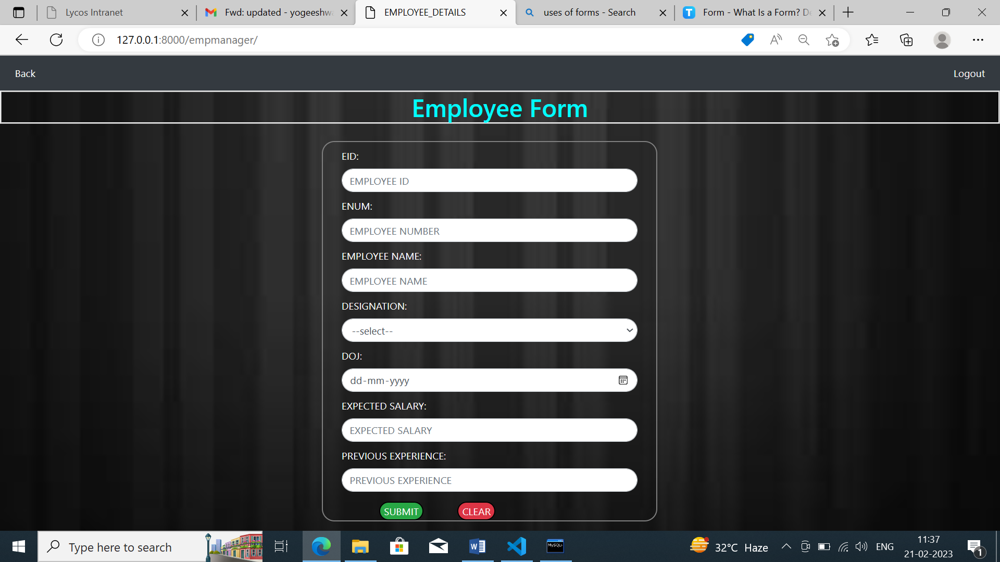 Lycos Intranet
Fwd: updated - yogeeshwa
EMPLOYEE_DETAILS
uses of forms - Search
Form - What Is a Form? De
127.0.0.1:8000/empmanager/
Back
Logout
Employee Form
EID:
EMPLOYEE ID
ENUM:
EMPLOYEE NUMBER
EMPLOYEE NAME:
EMPLOYEE NAME
DESIGNATION:
--select--
DOJ:
dd-mm-yyyy
EXPECTED SALARY:
EXPECTED SALARY
PREVIOUS EXPERIENCE:
PREVIOUS EXPERIENCE
SUBMIT
CLEAR
Type here to search
MySQL
32°C Haze
ENG
11:37
21-02-2023
1